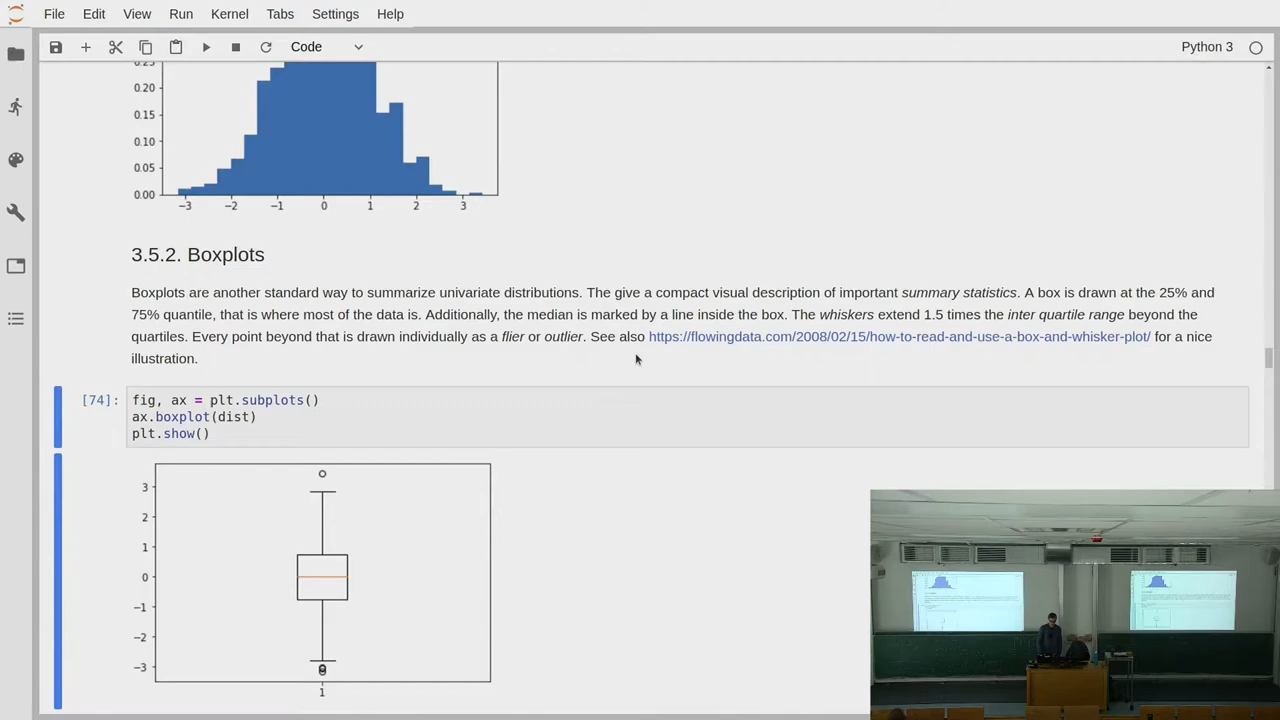 File Edit View Run Kernel Tabs Settings Help
Code Python 3
0.25
0.20
0.15
0.10
0.05
0.00
−3 −2 −1 0 1 2 3
3.5.2. Boxplots
Boxplots are another standard way to summarize univariate distributions. The give a compact visual description of important summary statistics. A box is drawn at the 25% and
75% quantile, that is where most of the data is. Additionally, the median is marked by a line inside the box. The whiskers extend 1.5 times the inter quartile range beyond the
quartiles. Every point beyond that is drawn individually as a flier or outlier. See also https://flowingdata.com/2008/02/15/how-to-read-and-use-a-box-and-whisker-plot/ for a nice
illustration.
[74]: fig, ax = plt.subplots()
ax.boxplot(dist)
plt.show()
3
2
1
0
−1
−2
−3
1